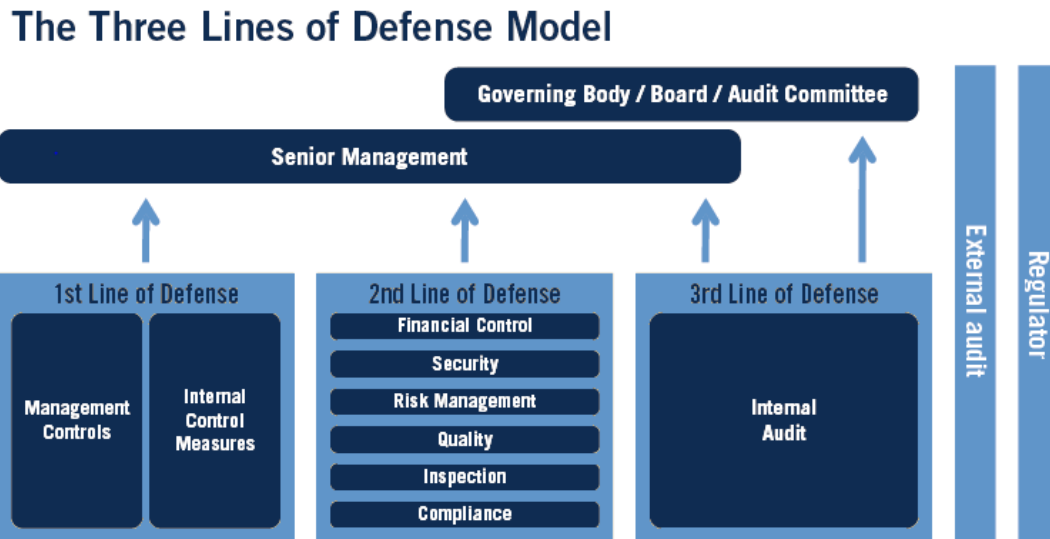 The Three Lines of Defense Model
Governing Body / Board / Audit Committee
Senior Management
1st Line of Defense
Management
Controls
Internal
Control
Measures
2nd Line of Defense
Financial Control
Security
Risk Management
Quality
Inspection
Compliance
3rd Line of Defense
Internal
Audit
External audit
Regulator